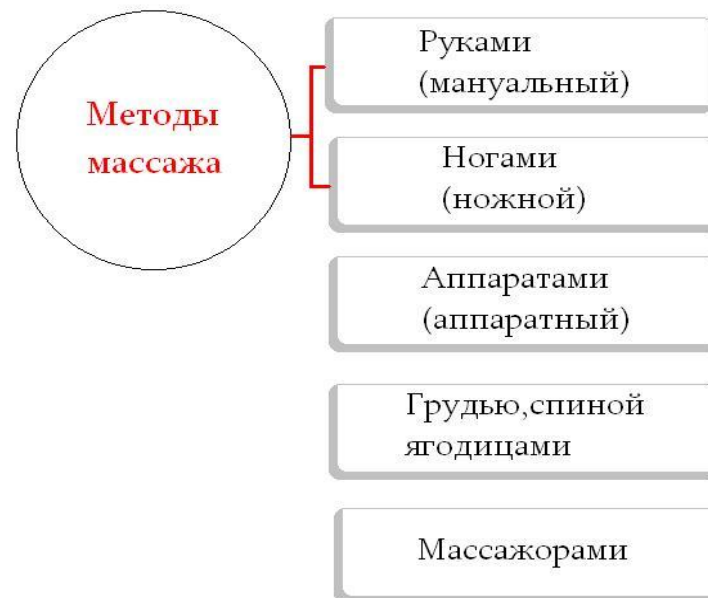 Методы
массажа
Руками
(мануальный)
Ногами
(ножной)
Аппаратами
(аппаратный)
Грудью,спиной
ягодицами
Массажорами